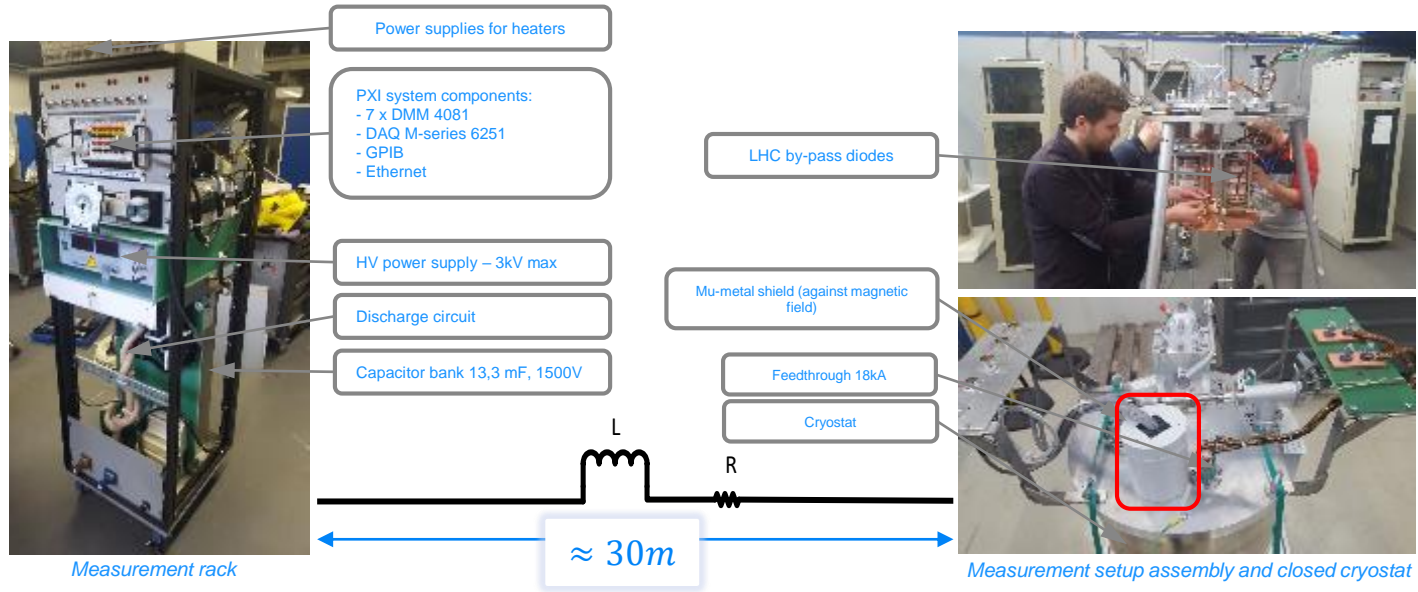 Power supplies for heaters
PXI system components:
- 7 x DMM 4081
- DAQ M-series 6251
- GPIB
- Ethernet
HV power supply – 3kV max
Discharge circuit
Capacitor bank 13,3 mF, 1500V
LHC by-pass diodes
Mu-metal shield (against magnetic
field)
Feedthrough 18kA
Cryostat
L
R
≈ 30m
Measurement rack
Measurement setup assembly and closed cryostat